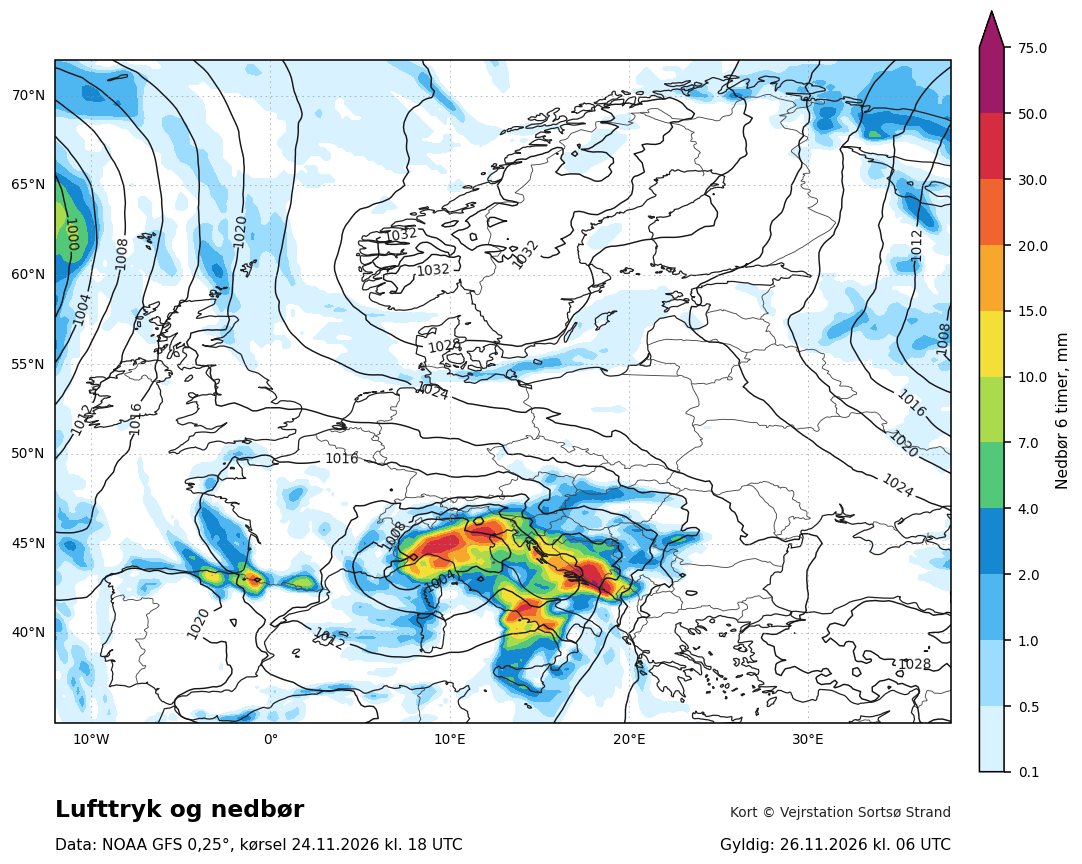 75.0
50.0
30.0
20.0
15.0
10.0
7.0
4.0
2.0
1.0
0.5
0.1
Nedbør 6 timer, mm
70°N
65°N
60°N
55°N
50°N
45°N
40°N
10°W
0°
10°E
20°E
30°E
1000
1004
1008
1012
1016
1020
1032
1032
1032
1028
1024
1016
1012
1008
1016
1020
1024
1008
1004
1012
1020
1028
Lufttryk og nedbør
Kort © Vejrstation Sortsø Strand
Data: NOAA GFS 0,25°, kørsel 24.11.2026 kl. 18 UTC
Gyldig: 26.11.2026 kl. 06 UTC